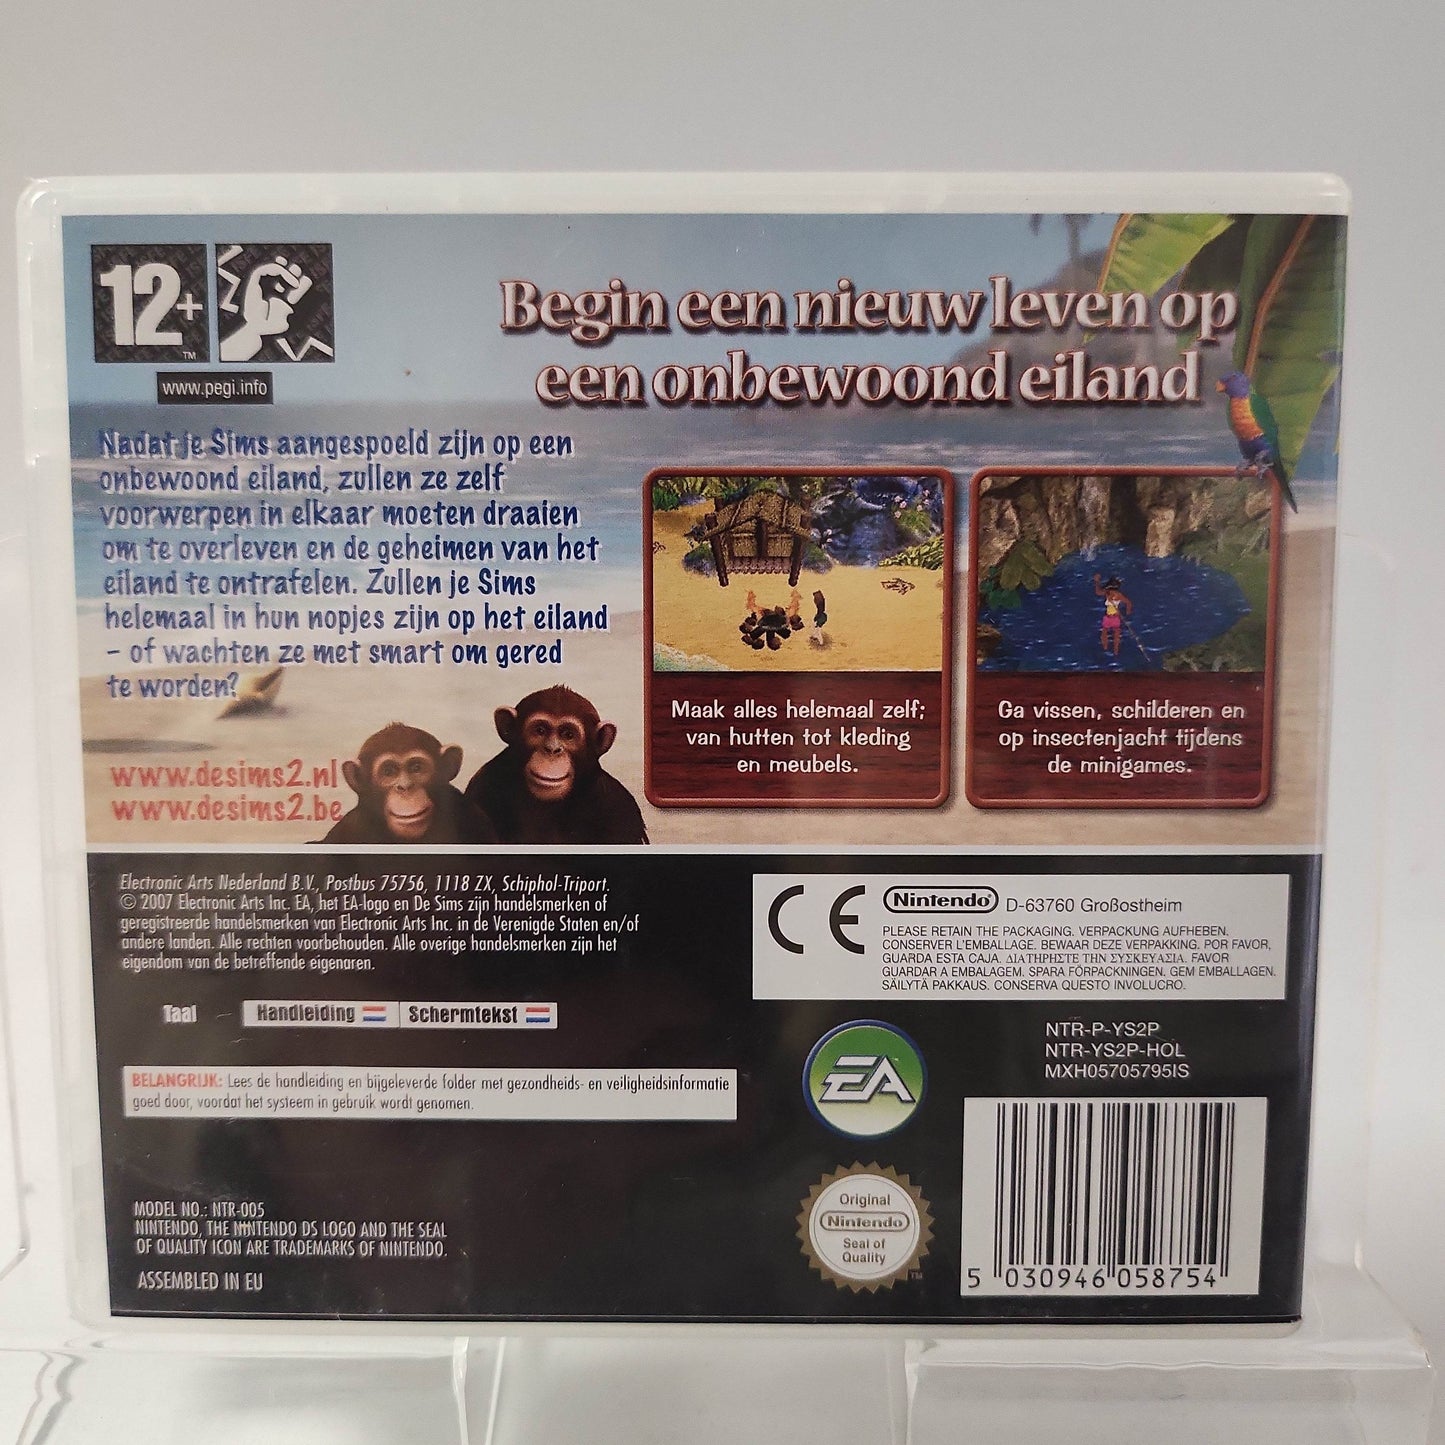 12+
TM
www.pegi.info
Begin een nieuw leven op
een onbewoond eiland
Nadat je Sims aangespoeld zijn op een
onbewoond eiland, zullen ze zelf
voorwerpen in elkaar moeten draaien
om te overleven en de geheimen van het
eiland te ontrafelen. Zullen je Sims
helemaal in hun nopjes zijn op het eiland
– of wachten ze met smart om gered
te worden?
www.desims2.nl
www.desims2.be
Maak alles helemaal zelf;
van hutten tot kleding
en meubels.
Ga vissen, schilderen en
op insectenjacht tijdens
de minigames.
Electronic Arts Nederland B.V., Postbus 75756, 1118 ZX, Schiphol-Triport.
© 2007 Electronic Arts Inc. EA, het EA-logo en De Sims zijn handelsmerken of
geregistreerde handelsmerken van Electronic Arts Inc. in de Verenigde Staten en/of
andere landen. Alle rechten voorbehouden. Alle overige handelsmerken zijn het
eigendom van de betreffende eigenaren.
Taal Handleiding Schermtekst
BELANGRIJK: Lees de handleiding en bijgeleverde folder met gezondheids- en veiligheidsinformatie
goed door, voordat het systeem in gebruik wordt genomen.
MODEL NO.: NTR-005
NINTENDO, THE NINTENDO DS LOGO AND THE SEAL
OF QUALITY ICON ARE TRADEMARKS OF NINTENDO.
ASSEMBLED IN EU
CE Nintendo D-63760 Großostheim
PLEASE RETAIN THE PACKAGING. VERPACKUNG AUFHEBEN.
CONSERVER L'EMBALLAGE. BEWAAR DEZE VERPAKKING. POR FAVOR,
GUARDA ESTA CAJA. ΔΙΑΤΗΡΗΣΤΕ ΤΗΝ ΣΥΣΚΕΥΑΣΙΑ. FAVOR
GUARDAR A EMBALAGEM. SPARA FÖRPACKNINGEN. GEM EMBALLAGEN.
SÄILYTÄ PAKKAUS. CONSERVA QUESTO INVOLUCRO.
EA
NTR-P-YS2P
NTR-YS2P-HOL
MXH05705795IS
Original
Nintendo
Seal of
Quality
TM
5 030946 058754